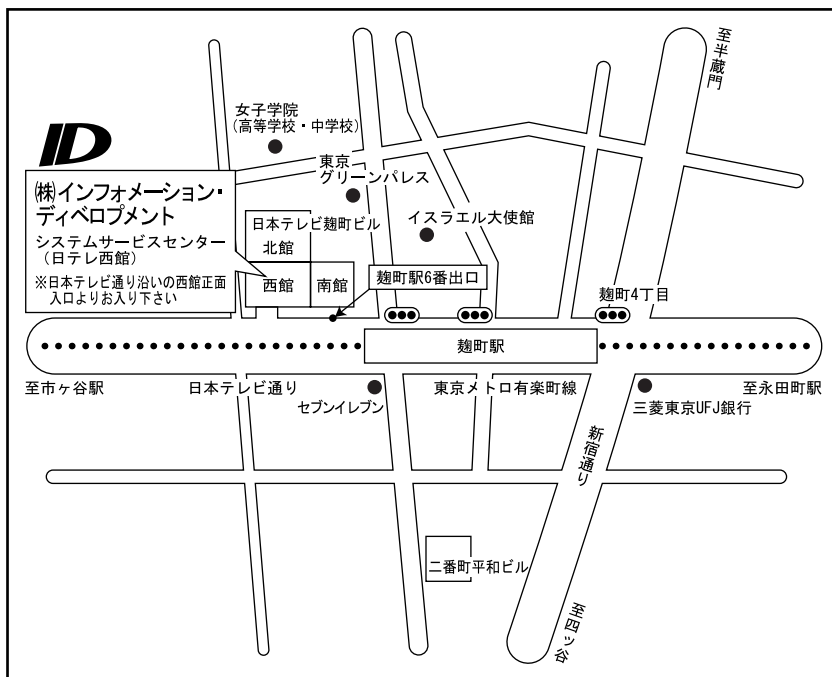 至半蔵門
女子学院
(高等学校・中学校)
ID
東京
グリーンパレス
㈱インフォメーション・
ディベロプメント
システムサービスセンター
(日テレ西館)
※日本テレビ通り沿いの西館正面
入口よりお入り下さい
日本テレビ麹町ビル
北館
イスラエル大使館
西館
南館
麹町駅6番出口
麹町4丁目
麹町駅
至市ヶ谷駅
日本テレビ通り
東京メトロ有楽町線
至永田町駅
セブンイレブン
三菱東京UFJ銀行
新宿通り
二番町平和ビル
至四ッ谷